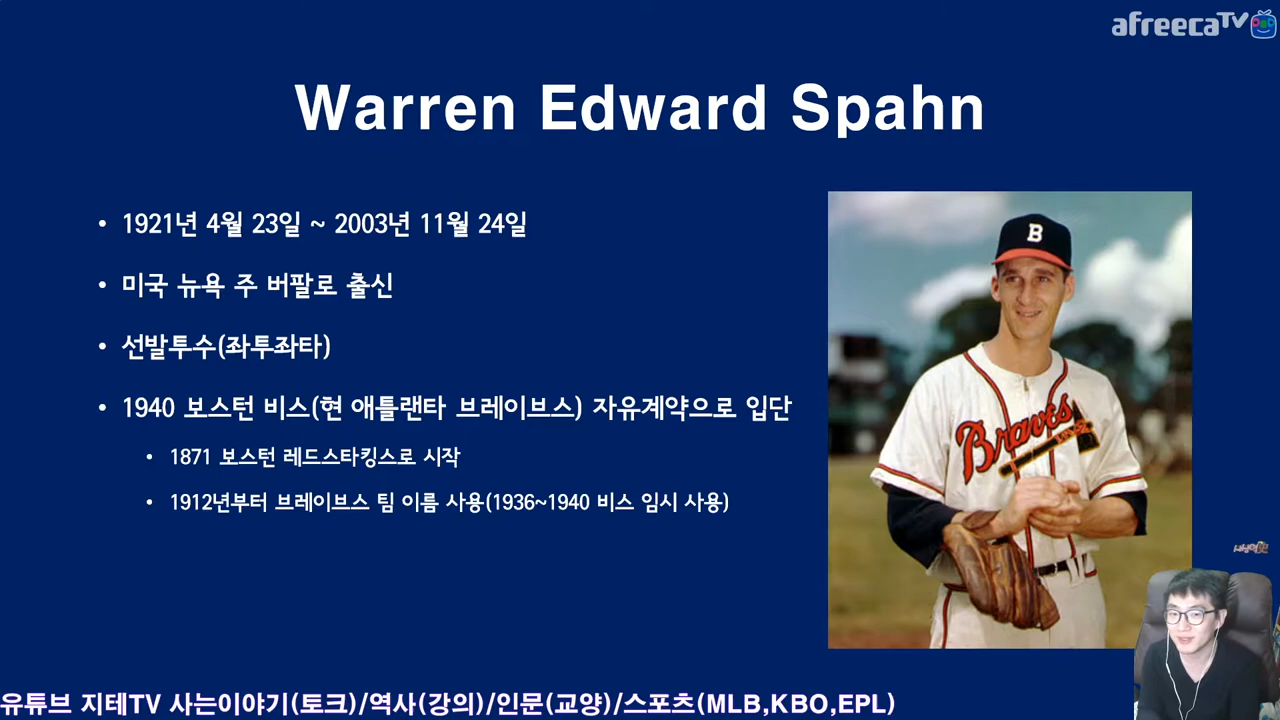 afreecaTV
Warren Edward Spahn
• 1921년 4월 23일 ~ 2003년 11월 24일
• 미국 뉴욕 주 버팔로 출신
• 선발투수(좌투좌타)
• 1940 보스턴 비스(현 애틀랜타 브레이브스) 자유계약으로 입단
• 1871 보스턴 레드스타킹스로 시작
• 1912년부터 브레이브스 팀 이름 사용(1936~1940 비스 임시 사용)
B
Braves
유튜브 지테TV 사는이야기(토크)/역사(강의)/인문(교양)/스포츠(MLB,KBO,EPL)